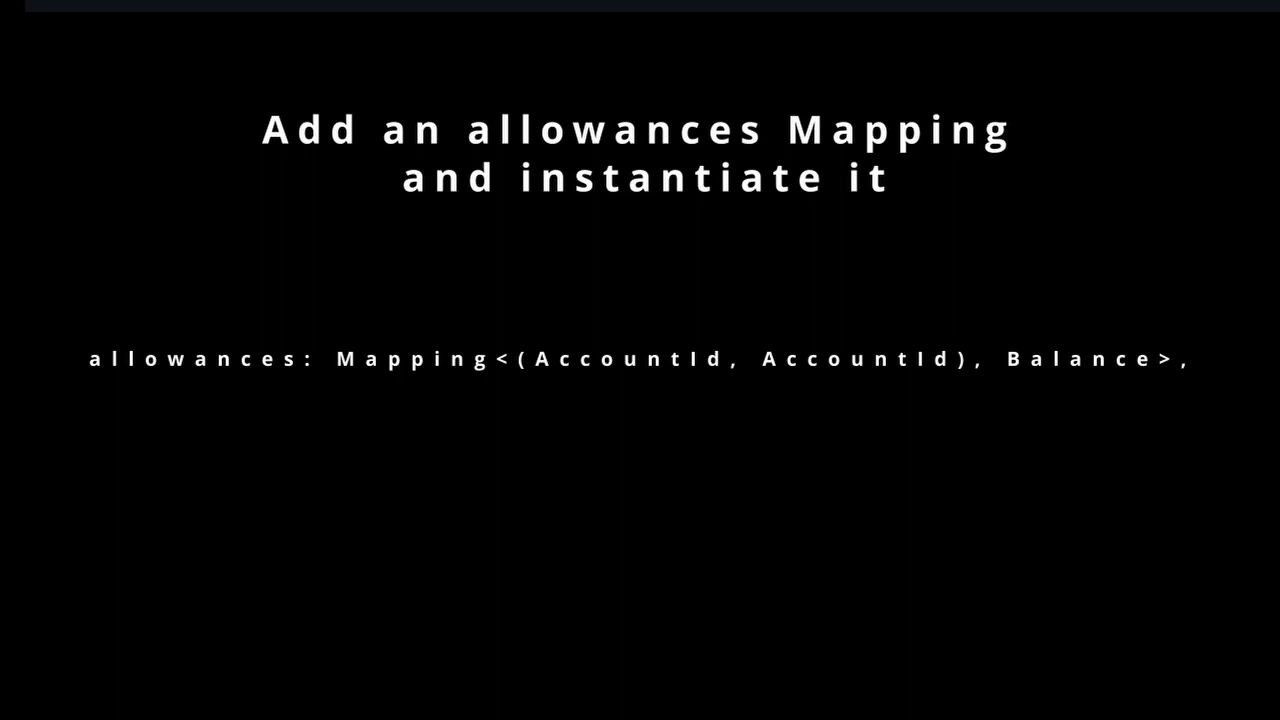 Add an allowances Mapping
and instantiate it
allowances: Mapping<(AccountId, AccountId), Balance>,